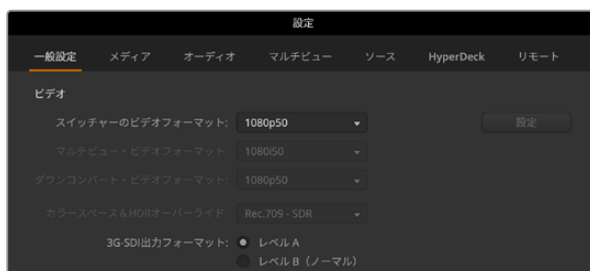 設定
一般設定 メディア オーディオ マルチビュー ソース HyperDeck リモート
ビデオ
スイッチャーのビデオフォーマット: 1080p50 設定
マルチビュー・ビデオフォーマット: 1080i50
ダウンコンバート・ビデオフォーマット: 1080p50
カラースペース&HDRオーバーライド: Rec.709 - SDR
3G-SDI出力フォーマット: レベル A
レベル B（ノーマル）